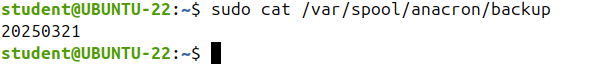 student@UBUNTU-22:~$ sudo cat /var/spool/anacron/backup
20250321
student@UBUNTU-22:~$